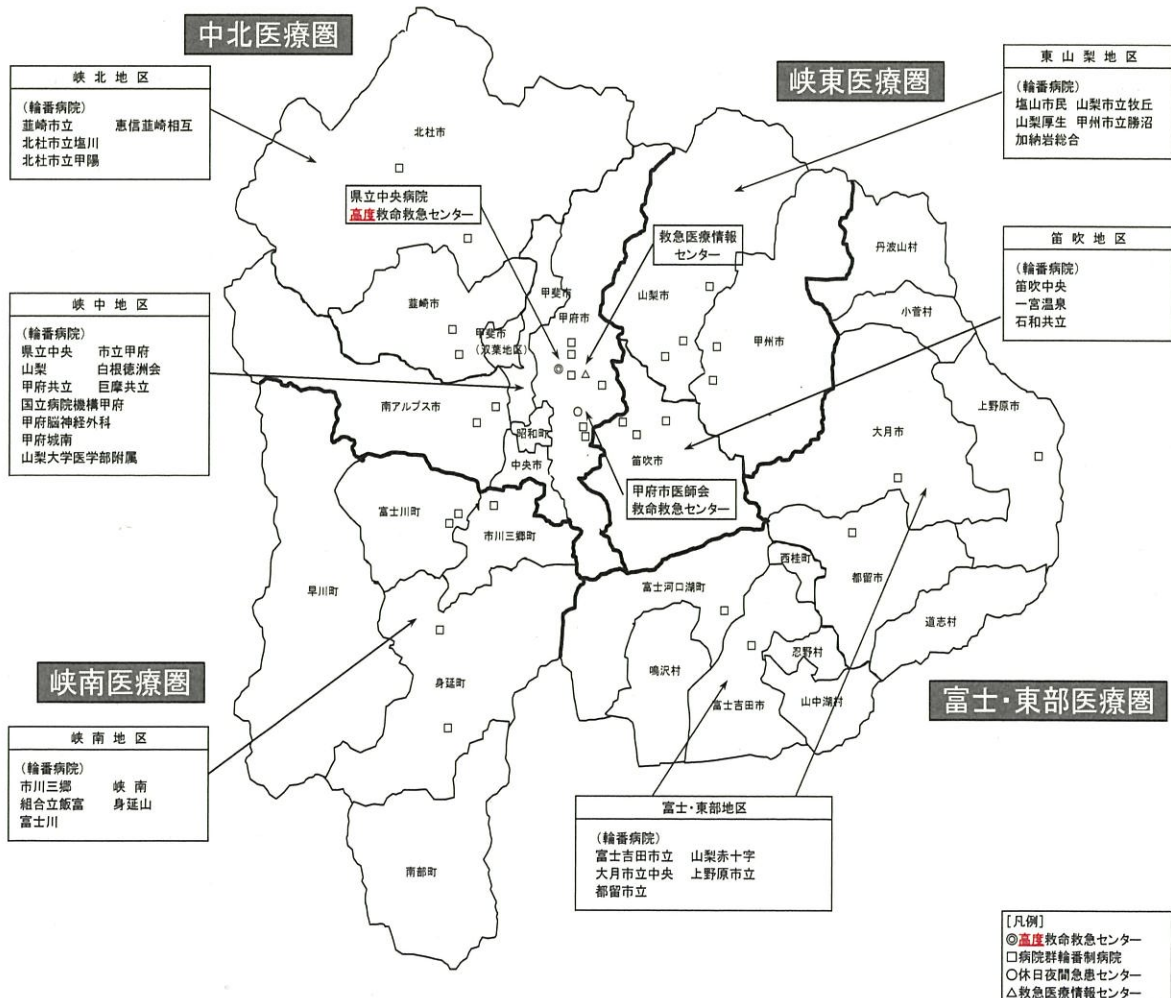 中北医療圏
峡北地区
(輪番病院)
韮崎市立 恵信韮崎相互
北杜市立塩川
北杜市立甲陽
峡中地区
(輪番病院)
県立中央 市立甲府
山梨 白根徳洲会
甲府共立 巨摩共立
国立病院機構甲府
甲府脳神経外科
甲府城南
山梨大学医学部附属
峡東医療圏
東山梨地区
(輪番病院)
塩山市民 山梨市立牧丘
山梨厚生 甲州市立勝沼
加納岩総合
笛吹地区
(輪番病院)
笛吹中央
一宮温泉
石和共立
北杜市
県立中央病院
高度救命救急センター
救急医療情報
センター
丹波山村
小菅村
韮崎市
甲斐市
甲斐市
(双葉地区)
甲府市
山梨市
甲州市
上野原市
大月市
南アルプス市
昭和町
中央市
笛吹市
甲府市医師会
救命救急センター
富士川町
市川三郷町
西桂町
都留市
早川町
富士河口湖町
道志村
忍野村
鳴沢村
山中湖村
富士吉田市
身延町
南部町
峡南医療圏
峡南地区
(輪番病院)
市川三郷 峡南
組合立飯富 身延山
富士川
富士・東部医療圏
富士・東部地区
(輪番病院)
富士吉田市立 山梨赤十字
大月市立中央 上野原市立
都留市立
[凡例]
◎高度救命救急センター
□病院群輪番制病院
○休日夜間急患センター
△救急医療情報センター